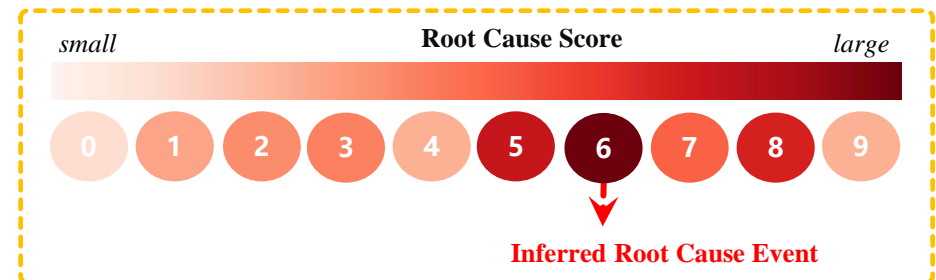 small Root Cause Score large
0 1 2 3 4 5 6 7 8 9
Inferred Root Cause Event